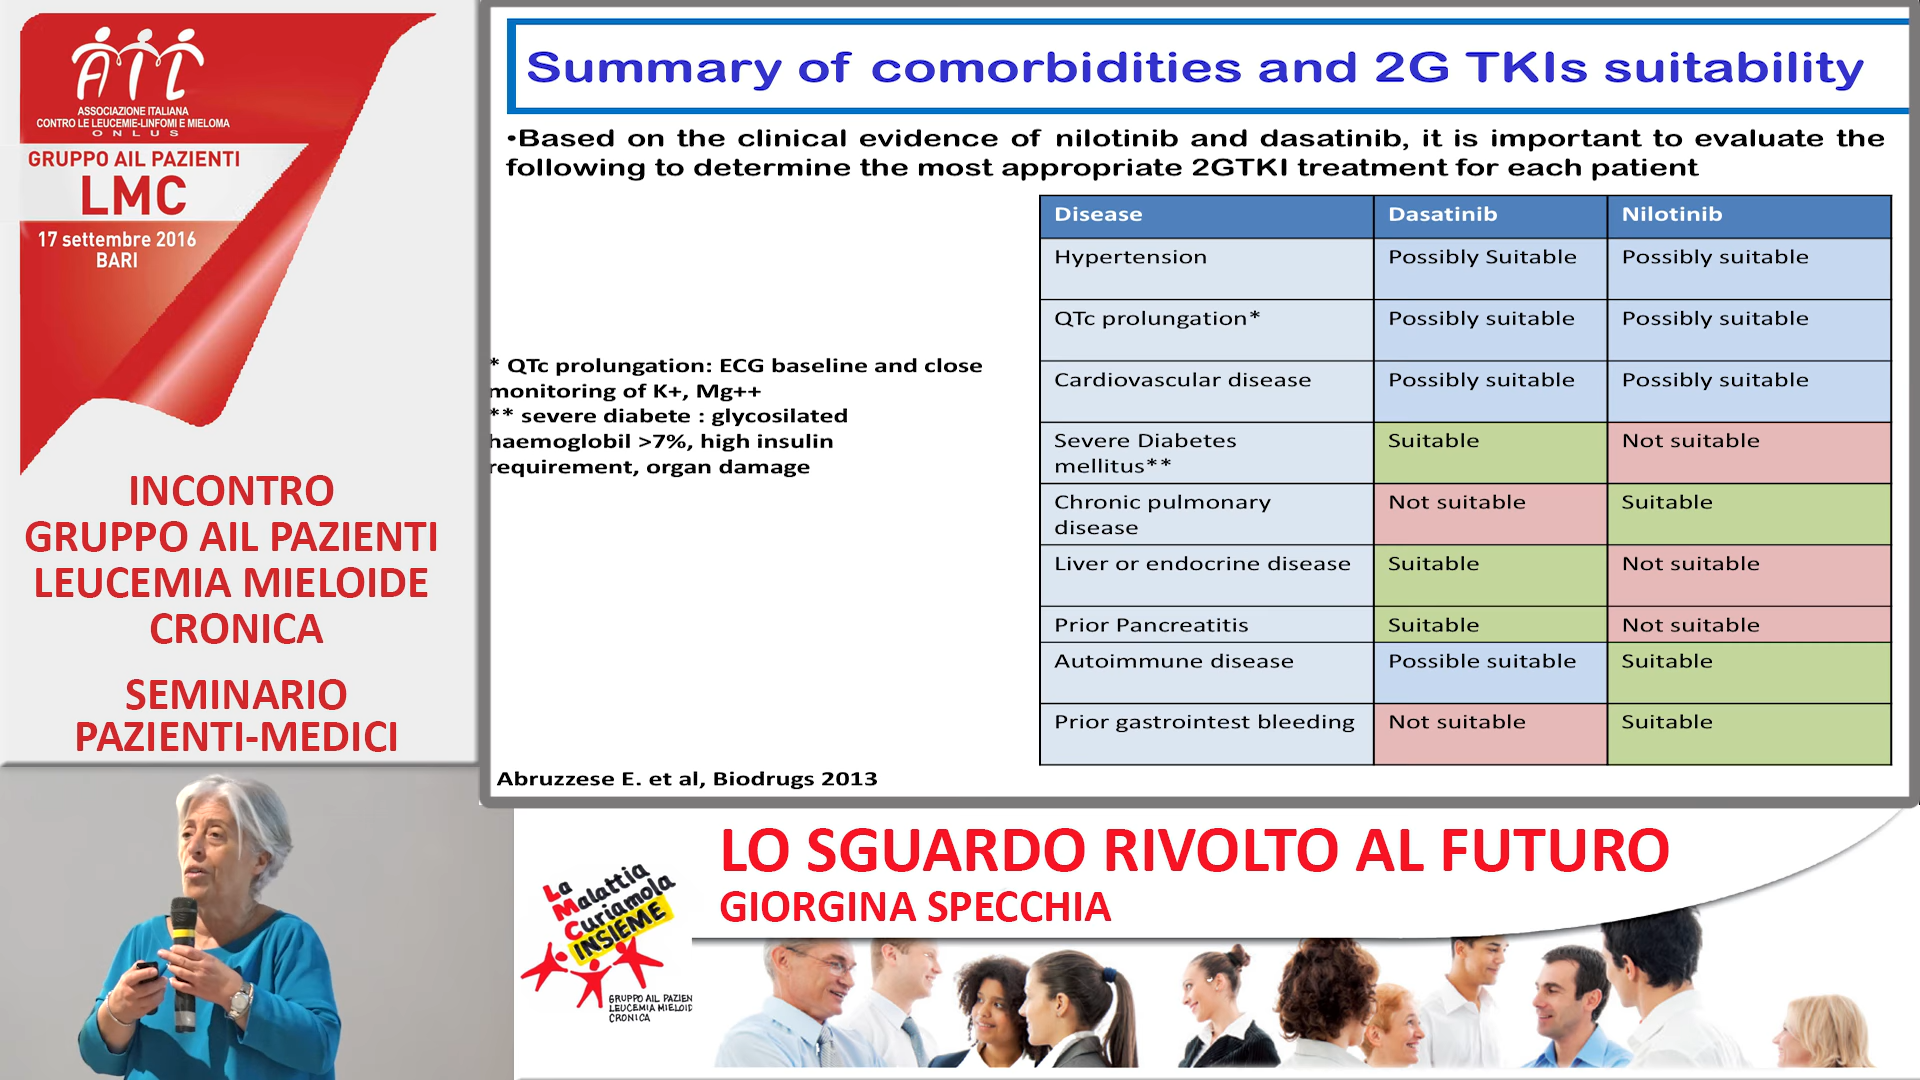 AIL
ASSOCIAZIONE ITALIANA
CONTRO LE LEUCEMIE-LINFOMI E MIELOMA
ONLUS
GRUPPO AIL PAZIENTI
LMC
17 settembre 2016
BARI
INCONTRO
GRUPPO AIL PAZIENTI
LEUCEMIA MIELOIDE
CRONICA
SEMINARIO
PAZIENTI-MEDICI
Summary of comorbidities and 2G TKIs suitability
•Based on the clinical evidence of nilotinib and dasatinib, it is important to evaluate the
following to determine the most appropriate 2GTKI treatment for each patient
* QTc prolungation: ECG baseline and close
monitoring of K+, Mg++
** severe diabete : glycosilated
haemoglobil >7%, high insulin
requirement, organ damage
Disease Dasatinib Nilotinib
Hypertension Possibly Suitable Possibly suitable
QTc prolungation* Possibly suitable Possibly suitable
Cardiovascular disease Possibly suitable Possibly suitable
Severe Diabetes Suitable Not suitable
mellitus**
Chronic pulmonary Not suitable Suitable
disease
Liver or endocrine disease Suitable Not suitable
Prior Pancreatitis Suitable Not suitable
Autoimmune disease Possible suitable Suitable
Prior gastrointest bleeding Not suitable Suitable
Abruzzese E. et al, Biodrugs 2013
LO SGUARDO RIVOLTO AL FUTURO
GIORGINA SPECCHIA
La
Malattia
Curiamola
INSIEME
GRUPPO AIL PAZIEN
LEUCEMIA MIELOID
CRONICA